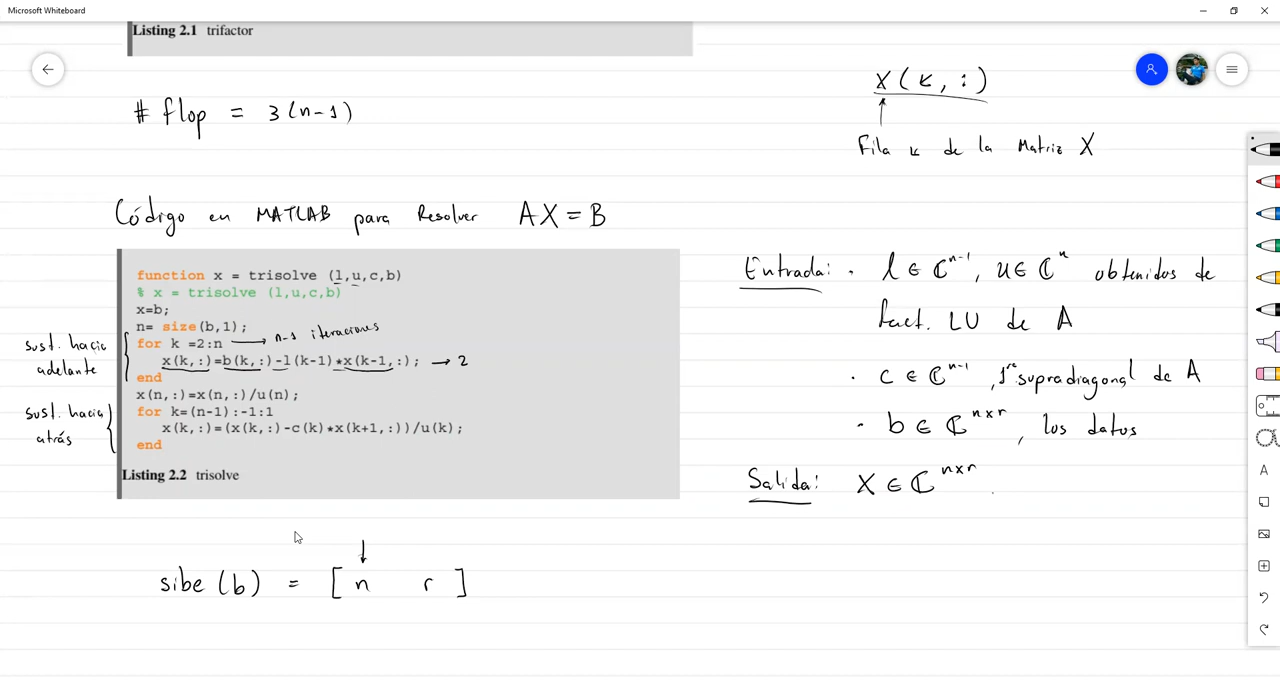 Microsoft Whiteboard
Listing 2.1 trifactor
# flop = 3(n-1)
X(k,:)
Fila k de la Matriz X
Código en MATLAB para Resolver AX=B
function x = trisolve (l,u,c,b)
% x = trisolve (l,u,c,b)
x=b;
n= size(b,1);
for k =2:n → n-1 iteraciones
x(k,:)=b(k,:)-l(k-1)*x(k-1,:); → 2
end
x(n,:)=x(n,:)/u(n);
for k=(n-1):-1:1
x(k,:)=(x(k,:)-c(k)*x(k+1,:))/u(k);
end
Listing 2.2 trisolve
sust. hacia
adelante
sust. hacia
atrás
Entrada: · l ∈ ℂⁿ⁻¹, u ∈ ℂⁿ obtenidos de
fact. LU de A
· c ∈ ℂⁿ⁻¹, 1ra supradiagonal de A
· b ∈ ℂ^{n×r}, los datos
Salida: X ∈ ℂ^{n×r}
sibe(b) = [ n r ]
A